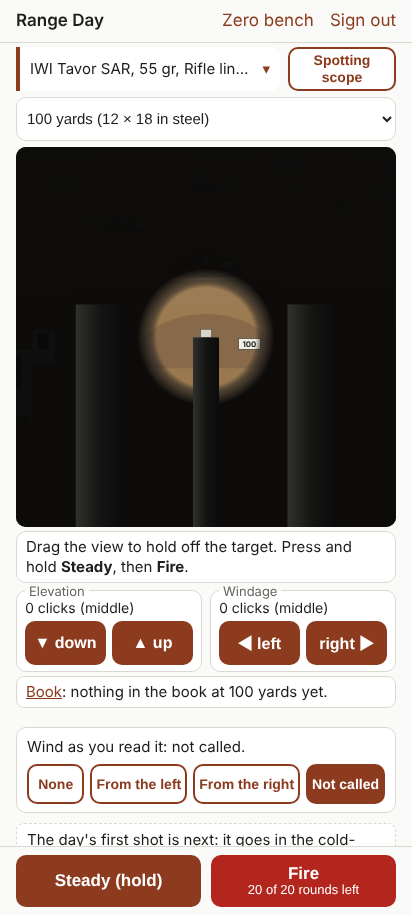 Range Day
Zero bench
Sign out
IWI Tavor SAR, 55 gr, Rifle lin... ▼
Spotting
scope
100 yards (12 × 18 in steel)
100
Drag the view to hold off the target. Press and
hold Steady, then Fire.
Elevation
0 clicks (middle)
▼ down
▲ up
Windage
0 clicks (middle)
◀ left
right ▶
Book: nothing in the book at 100 yards yet.
Wind as you read it: not called.
None
From the left
From the right
Not called
The day's first shot is next: it goes in the cold-
Steady (hold)
Fire
20 of 20 rounds left